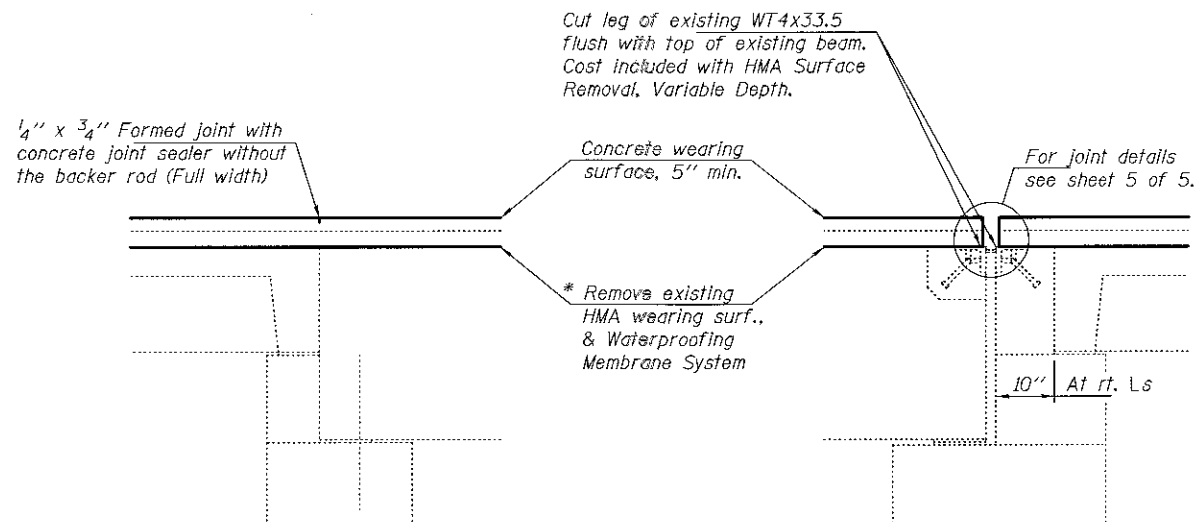 Cut leg of existing WT4x33.5
flush with top of existing beam.
Cost included with HMA Surface
Removal, Variable Depth.
1/4" x 3/4" Formed joint with
concrete joint sealer without
the backer rod (Full width)
Concrete wearing
surface, 5" min.
For joint details
see sheet 5 of 5.
* Remove existing
HMA wearing surf.,
& Waterproofing
Membrane System
10" At rt. Ls